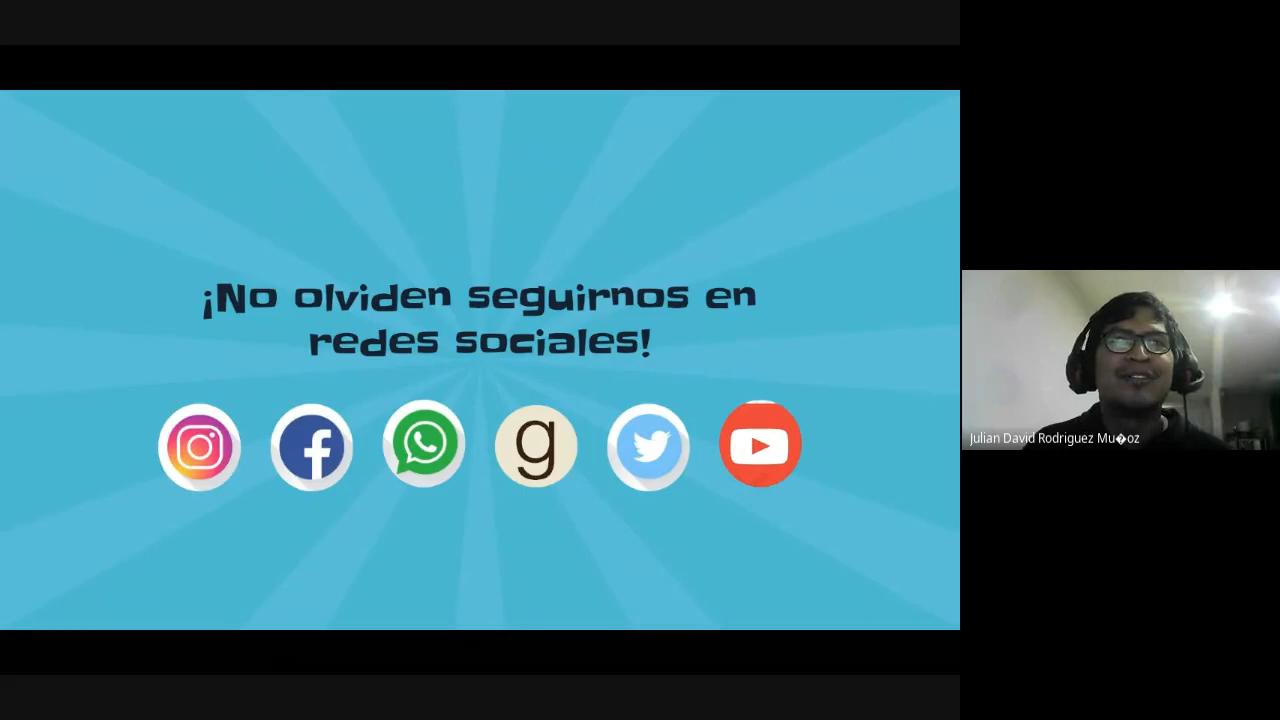 ¡No olviden seguirnos en
redes sociales!
g
Julian David Rodriguez Mu�oz